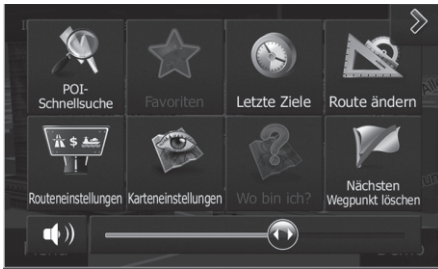 POI-
Schnellsuche
Favoriten
Letzte Ziele
Route ändern
Routeneinstellungen
Karteneinstellungen
Wo bin ich?
Nächsten
Wegpunkt löschen